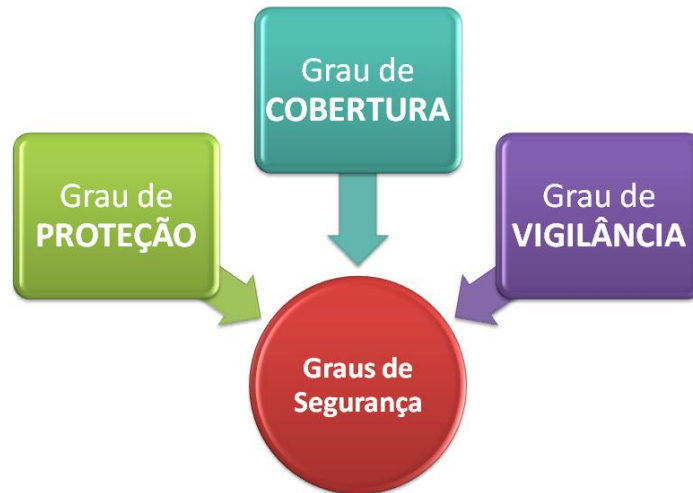 Grau de
COBERTURA
Grau de
PROTEÇÃO
Grau de
VIGILÂNCIA
Graus de
Segurança